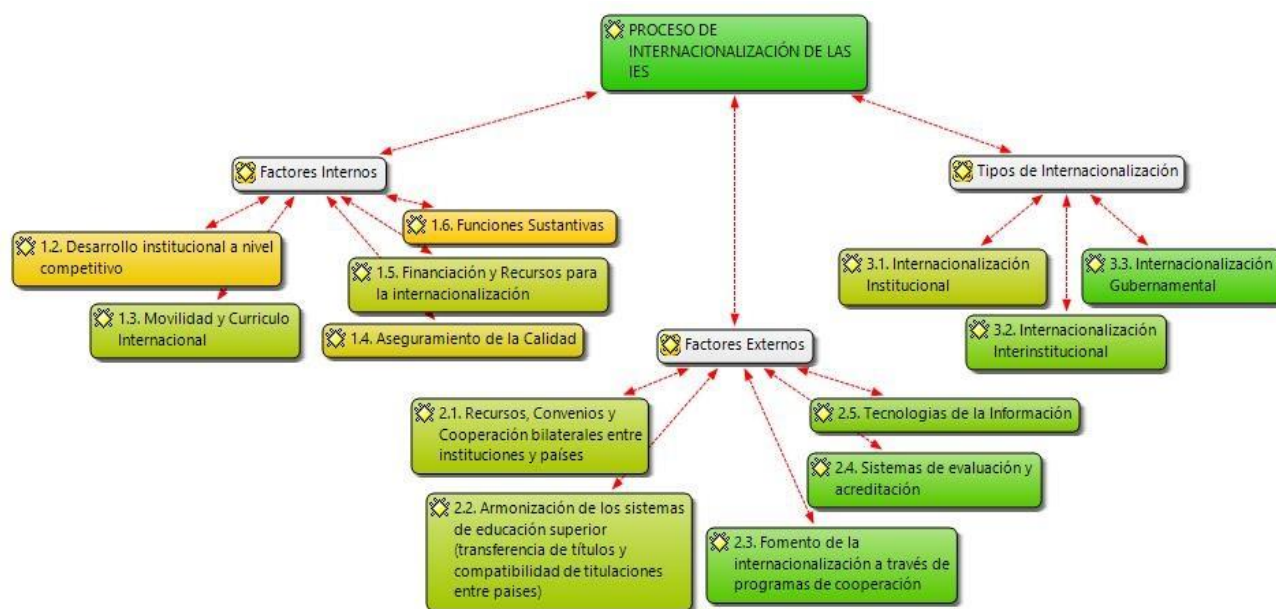 PROCESO DE
INTERNACIONALIZACIÓN DE LAS
IES
Factores Internos
1.2. Desarrollo institucional a nivel
competitivo
1.3. Movilidad y Curriculo
Internacional
1.6. Funciones Sustantivas
1.5. Financiación y Recursos para
la internacionalización
1.4. Aseguramiento de la Calidad
Factores Externos
2.1. Recursos, Convenios y
Cooperación bilaterales entre
instituciones y países
2.2. Armonización de los sistemas
de educación superior
(transferencia de títulos y
compatibilidad de titulaciones
entre paises)
2.3. Fomento de la
internacionalización a través de
programas de cooperación
2.4. Sistemas de evaluación y
acreditación
2.5. Tecnologias de la Información
Tipos de Internacionalización
3.1. Internacionalización
Institucional
3.2. Internacionalización
Interinstitucional
3.3. Internacionalización
Gubernamental